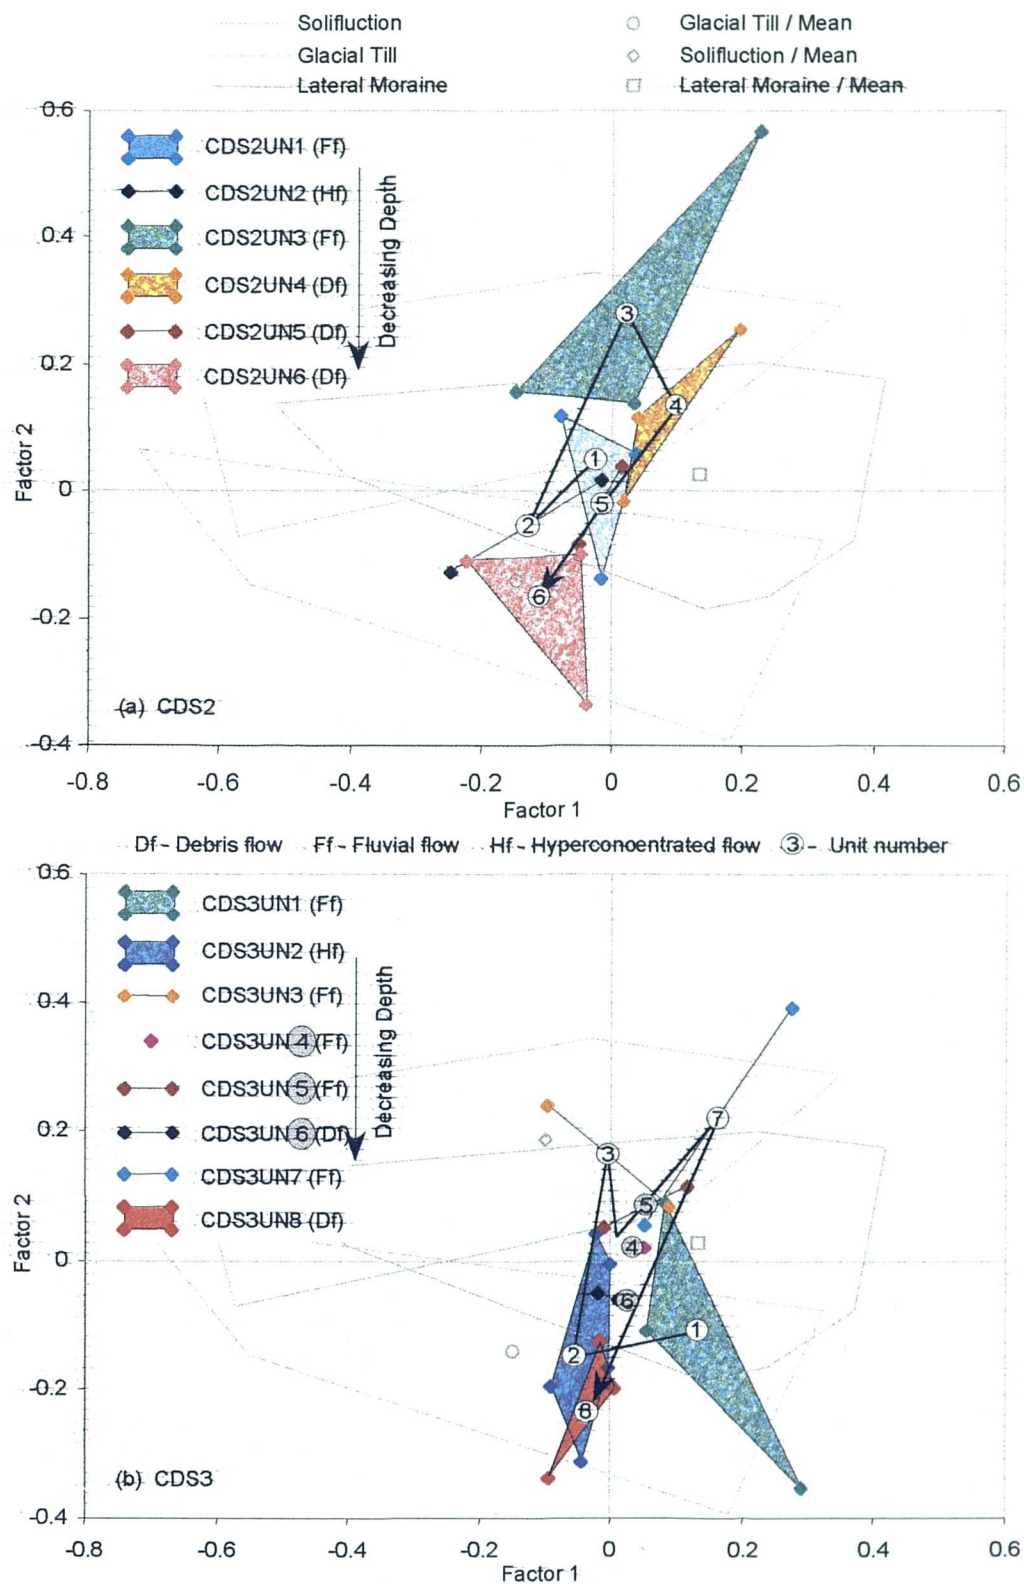 Solifluction
Glacial Till / Mean
Glacial Till
Solifluction / Mean
Lateral Moraine
Lateral Moraine / Mean
0.6
CDS2UN1 (Ff)
CDS2UN2 (Hf)
0.4
CDS2UN3 (Ff)
CDS2UN4 (Df)
CDS2UN5 (Df)
CDS2UN6 (Df)
Decreasing Depth
0.2
0
-0.2
-0.4
Factor 2
3
4
1
5
2
6
(a) CDS2
-0.8 -0.6 -0.4 -0.2 0 0.2 0.4 0.6
Factor 1
Df - Debris flow Ff - Fluvial flow Hf - Hyperconcentrated flow 3 - Unit number
0.6
CDS3UN1 (Ff)
CDS3UN2 (Hf)
0.4
CDS3UN3 (Ff)
CDS3UN 4 (Ff)
CDS3UN 5 (Ff)
CDS3UN 6 (Df)
CDS3UN7 (Ff)
CDS3UN8 (Df)
Decreasing Depth
0.2
0
-0.2
-0.4
Factor 2
7
3
5
4
6
1
2
8
(b) CDS3
-0.8 -0.6 -0.4 -0.2 0 0.2 0.4 0.6
Factor 1